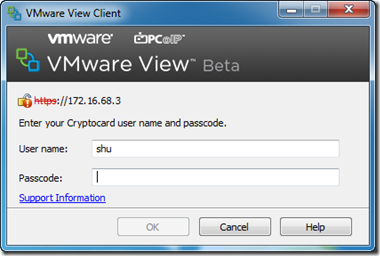 VMware View Client
vmware® PCoIP™
VMware View™ Beta
https://172.16.68.3
Enter your Cryptocard user name and passcode.
User name: shu
Passcode:
Support Information
OK Cancel Help